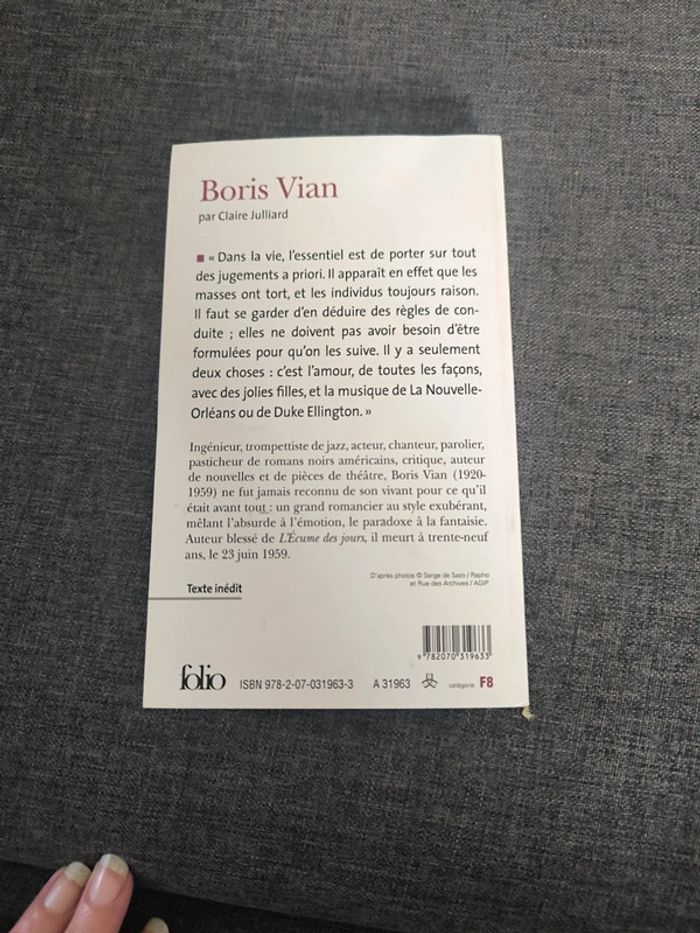 Boris Vian
par Claire Julliard
■ « Dans la vie, l'essentiel est de porter sur tout
des jugements a priori. Il apparaît en effet que les
masses ont tort, et les individus toujours raison.
Il faut se garder d'en déduire des règles de con-
duite ; elles ne doivent pas avoir besoin d'être
formulées pour qu'on les suive. Il y a seulement
deux choses : c'est l'amour, de toutes les façons,
avec des jolies filles, et la musique de La Nouvelle-
Orléans ou de Duke Ellington. »
Ingénieur, trompettiste de jazz, acteur, chanteur, parolier,
pasticheur de romans noirs américains, critique, auteur
de nouvelles et de pièces de théâtre, Boris Vian (1920-
1959) ne fut jamais reconnu de son vivant pour ce qu'il
était avant tout : un grand romancier au style exubérant,
mêlant l'absurde à l'émotion, le paradoxe à la fantaisie.
Auteur blessé de L'Écume des jours, il meurt à trente-neuf
ans, le 23 juin 1959.
D'après photos © Serge de Sazo / Rapho
et Rue des Archives / AGIP.
Texte inédit
9 782070 319633
folio ISBN 978-2-07-031963-3 A 31963 catégorie F8